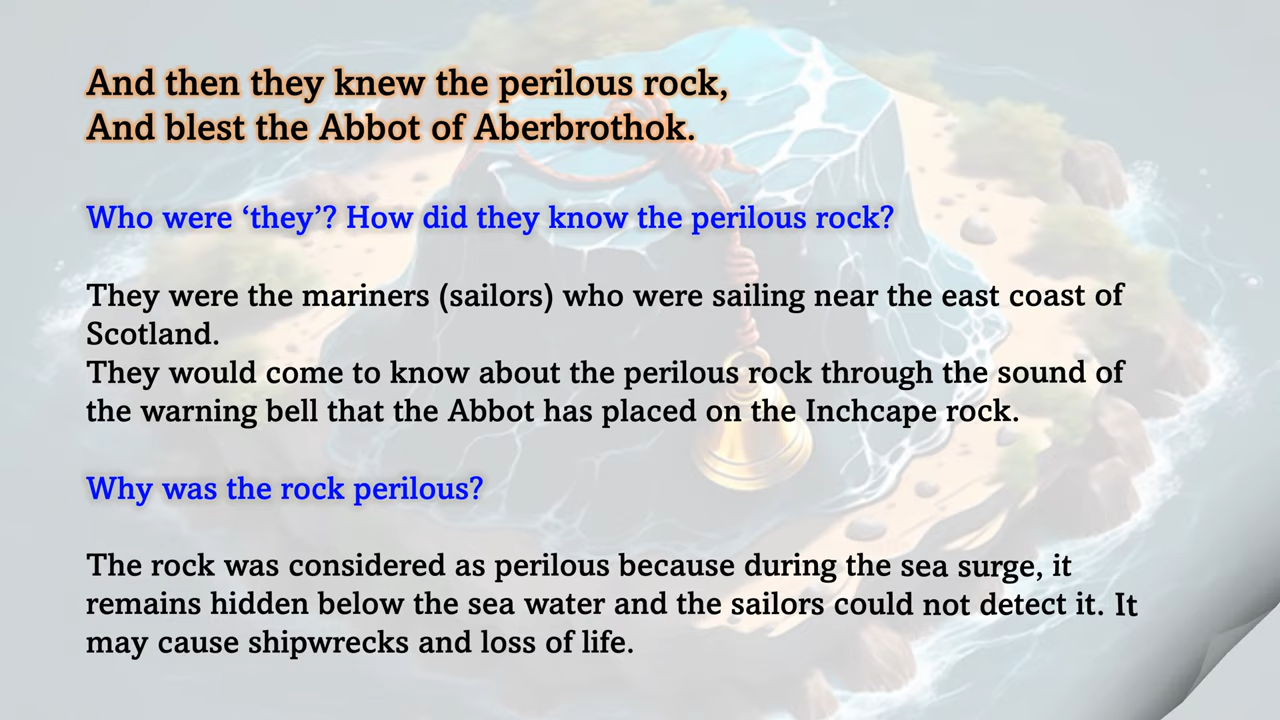 And then they knew the perilous rock,
And blest the Abbot of Aberbrothok.
Who were ‘they’? How did they know the perilous rock?
They were the mariners (sailors) who were sailing near the east coast of
Scotland.
They would come to know about the perilous rock through the sound of
the warning bell that the Abbot has placed on the Inchcape rock.
Why was the rock perilous?
The rock was considered as perilous because during the sea surge, it
remains hidden below the sea water and the sailors could not detect it. It
may cause shipwrecks and loss of life.